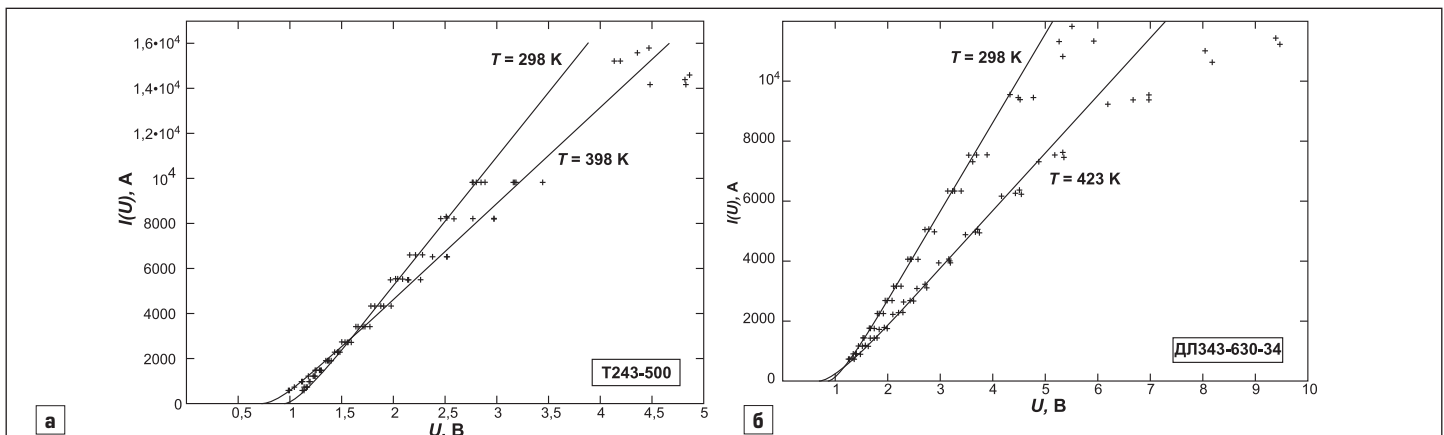 1,6•10⁴
1,4•10⁴
1,2•10⁴
10⁴
8000
6000
4000
2000
0
I(U), А
T = 298 K
T = 398 K
Т243-500
0,5
1
1,5
2
2,5
3
3,5
4
4,5
5
U, В
а
10⁴
8000
6000
4000
2000
0
I(U), А
T = 298 K
T = 423 K
ДЛ343-630-34
1
2
3
4
5
6
7
8
9
10
U, В
б